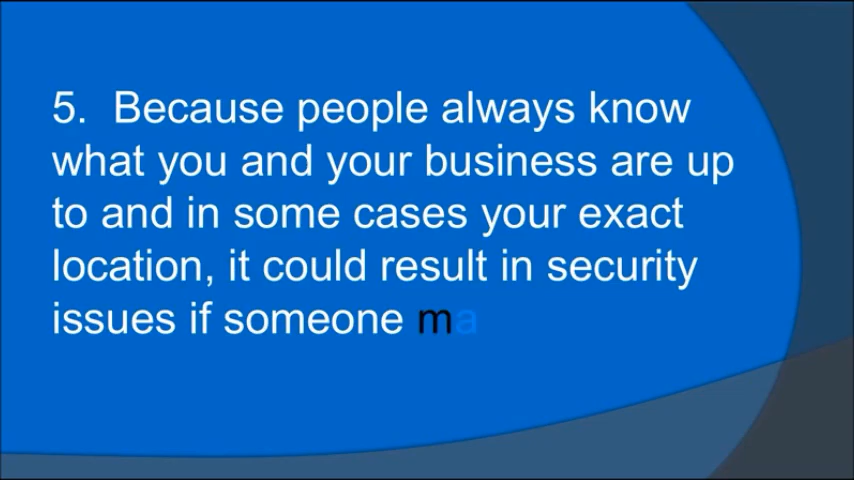 5. Because people always know
what you and your business are up
to and in some cases your exact
location, it could result in security
issues if someone ma